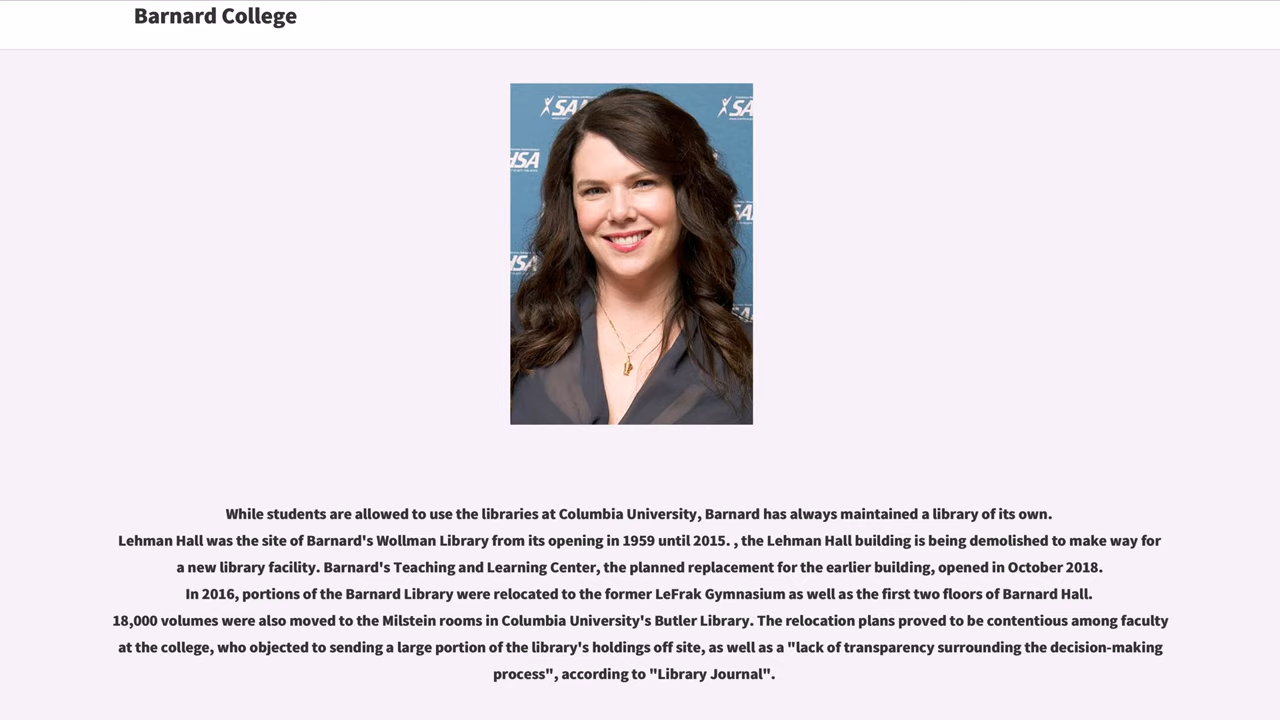 Barnard College
SAH
SA
HSA
SA
HSA
SA
While students are allowed to use the libraries at Columbia University, Barnard has always maintained a library of its own.
Lehman Hall was the site of Barnard's Wollman Library from its opening in 1959 until 2015. , the Lehman Hall building is being demolished to make way for
a new library facility. Barnard's Teaching and Learning Center, the planned replacement for the earlier building, opened in October 2018.
In 2016, portions of the Barnard Library were relocated to the former LeFrak Gymnasium as well as the first two floors of Barnard Hall.
18,000 volumes were also moved to the Milstein rooms in Columbia University's Butler Library. The relocation plans proved to be contentious among faculty
at the college, who objected to sending a large portion of the library's holdings off site, as well as a "lack of transparency surrounding the decision-making
process", according to "Library Journal".